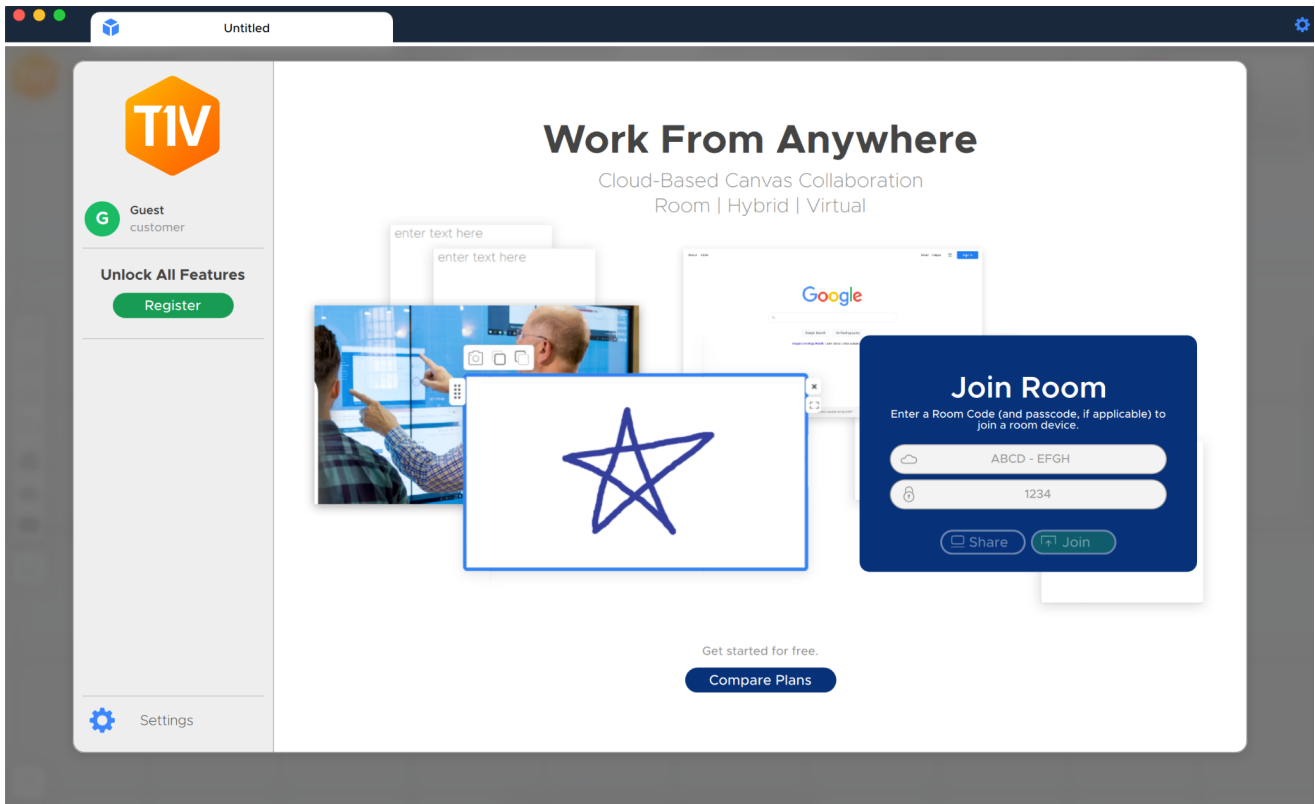 Untitled
T1V
G
Guest
customer
Unlock All Features
Register
Settings
Work From Anywhere
Cloud-Based Canvas Collaboration
Room | Hybrid | Virtual
enter text here
enter text here
Google
Google Search
Join Room
Enter a Room Code (and passcode, if applicable) to
join a room device.
ABCD - EFGH
1234
Share
Join
Get started for free.
Compare Plans